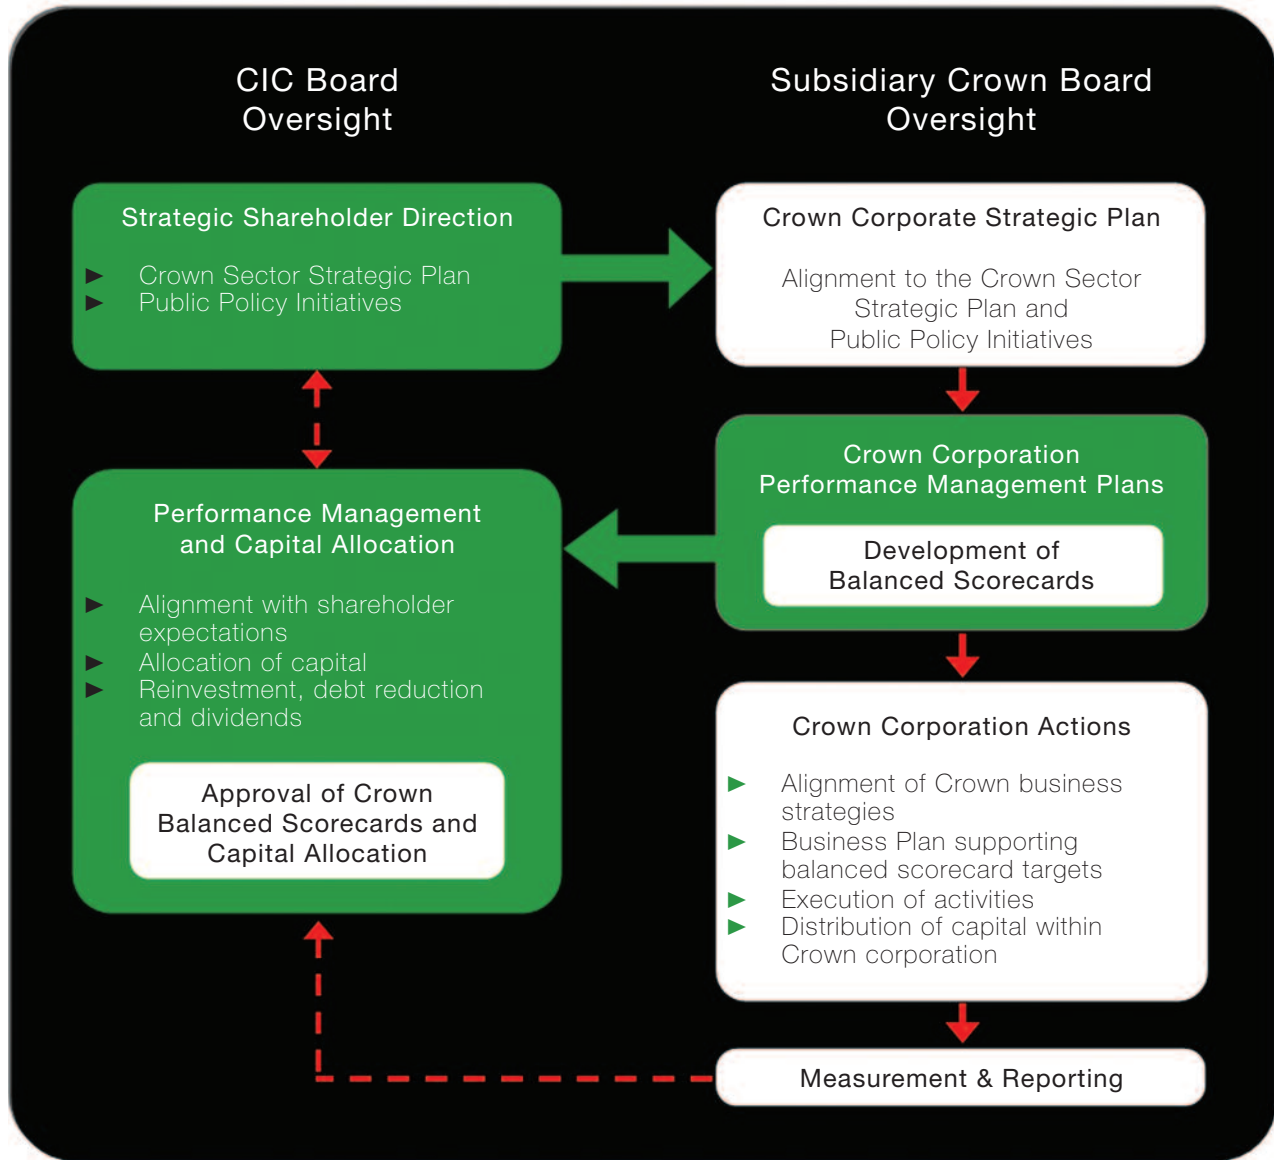 CIC Board
Oversight
Subsidiary Crown Board
Oversight
Strategic Shareholder Direction
► Crown Sector Strategic Plan
► Public Policy Initiatives
Crown Corporate Strategic Plan
Alignment to the Crown Sector
Strategic Plan and
Public Policy Initiatives
Crown Corporation
Performance Management Plans
Development of
Balanced Scorecards
Performance Management
and Capital Allocation
► Alignment with shareholder
expectations
► Allocation of capital
► Reinvestment, debt reduction
and dividends
Approval of Crown
Balanced Scorecards and
Capital Allocation
Crown Corporation Actions
► Alignment of Crown business
strategies
► Business Plan supporting
balanced scorecard targets
► Execution of activities
► Distribution of capital within
Crown corporation
Measurement & Reporting